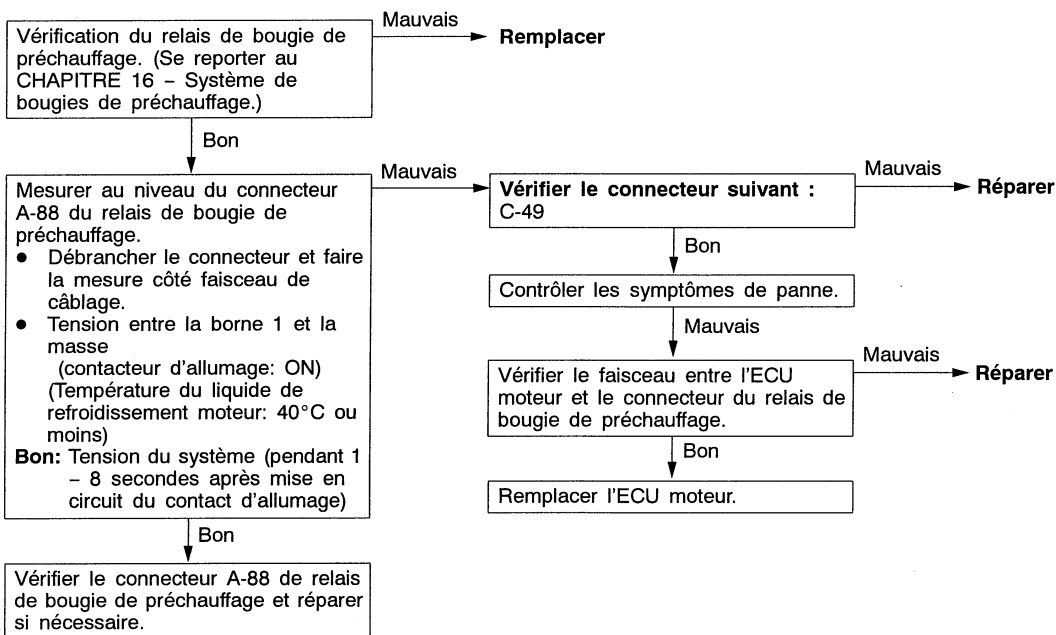 Vérification du relais de bougie de
préchauffage. (Se reporter au
CHAPITRE 16 – Système de
bougies de préchauffage.)
Mauvais
Remplacer
Bon
Mesurer au niveau du connecteur
A-88 du relais de bougie de
préchauffage.
● Débrancher le connecteur et faire
la mesure côté faisceau de
câblage.
● Tension entre la borne 1 et la
masse
(contacteur d'allumage: ON)
(Température du liquide de
refroidissement moteur: 40°C ou
moins)
Bon: Tension du système (pendant 1
– 8 secondes après mise en
circuit du contact d'allumage)
Mauvais
Vérifier le connecteur suivant :
C-49
Mauvais
Réparer
Bon
Contrôler les symptômes de panne.
Mauvais
Vérifier le faisceau entre l'ECU
moteur et le connecteur du relais de
bougie de préchauffage.
Mauvais
Réparer
Bon
Remplacer l'ECU moteur.
Bon
Vérifier le connecteur A-88 de relais
de bougie de préchauffage et réparer
si nécessaire.